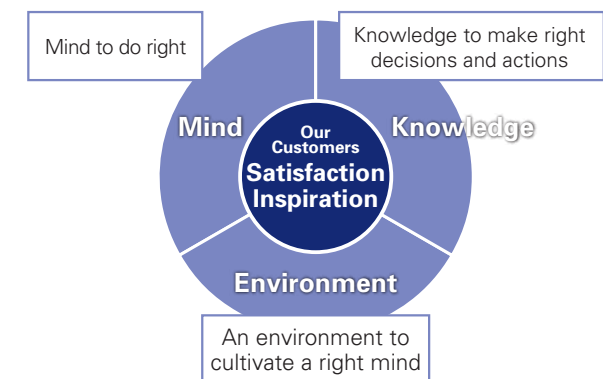 Mind to do right
Knowledge to make right
decisions and actions
Mind
Our
Customers
Satisfaction
Inspiration
Knowledge
Environment
An environment to
cultivate a right mind